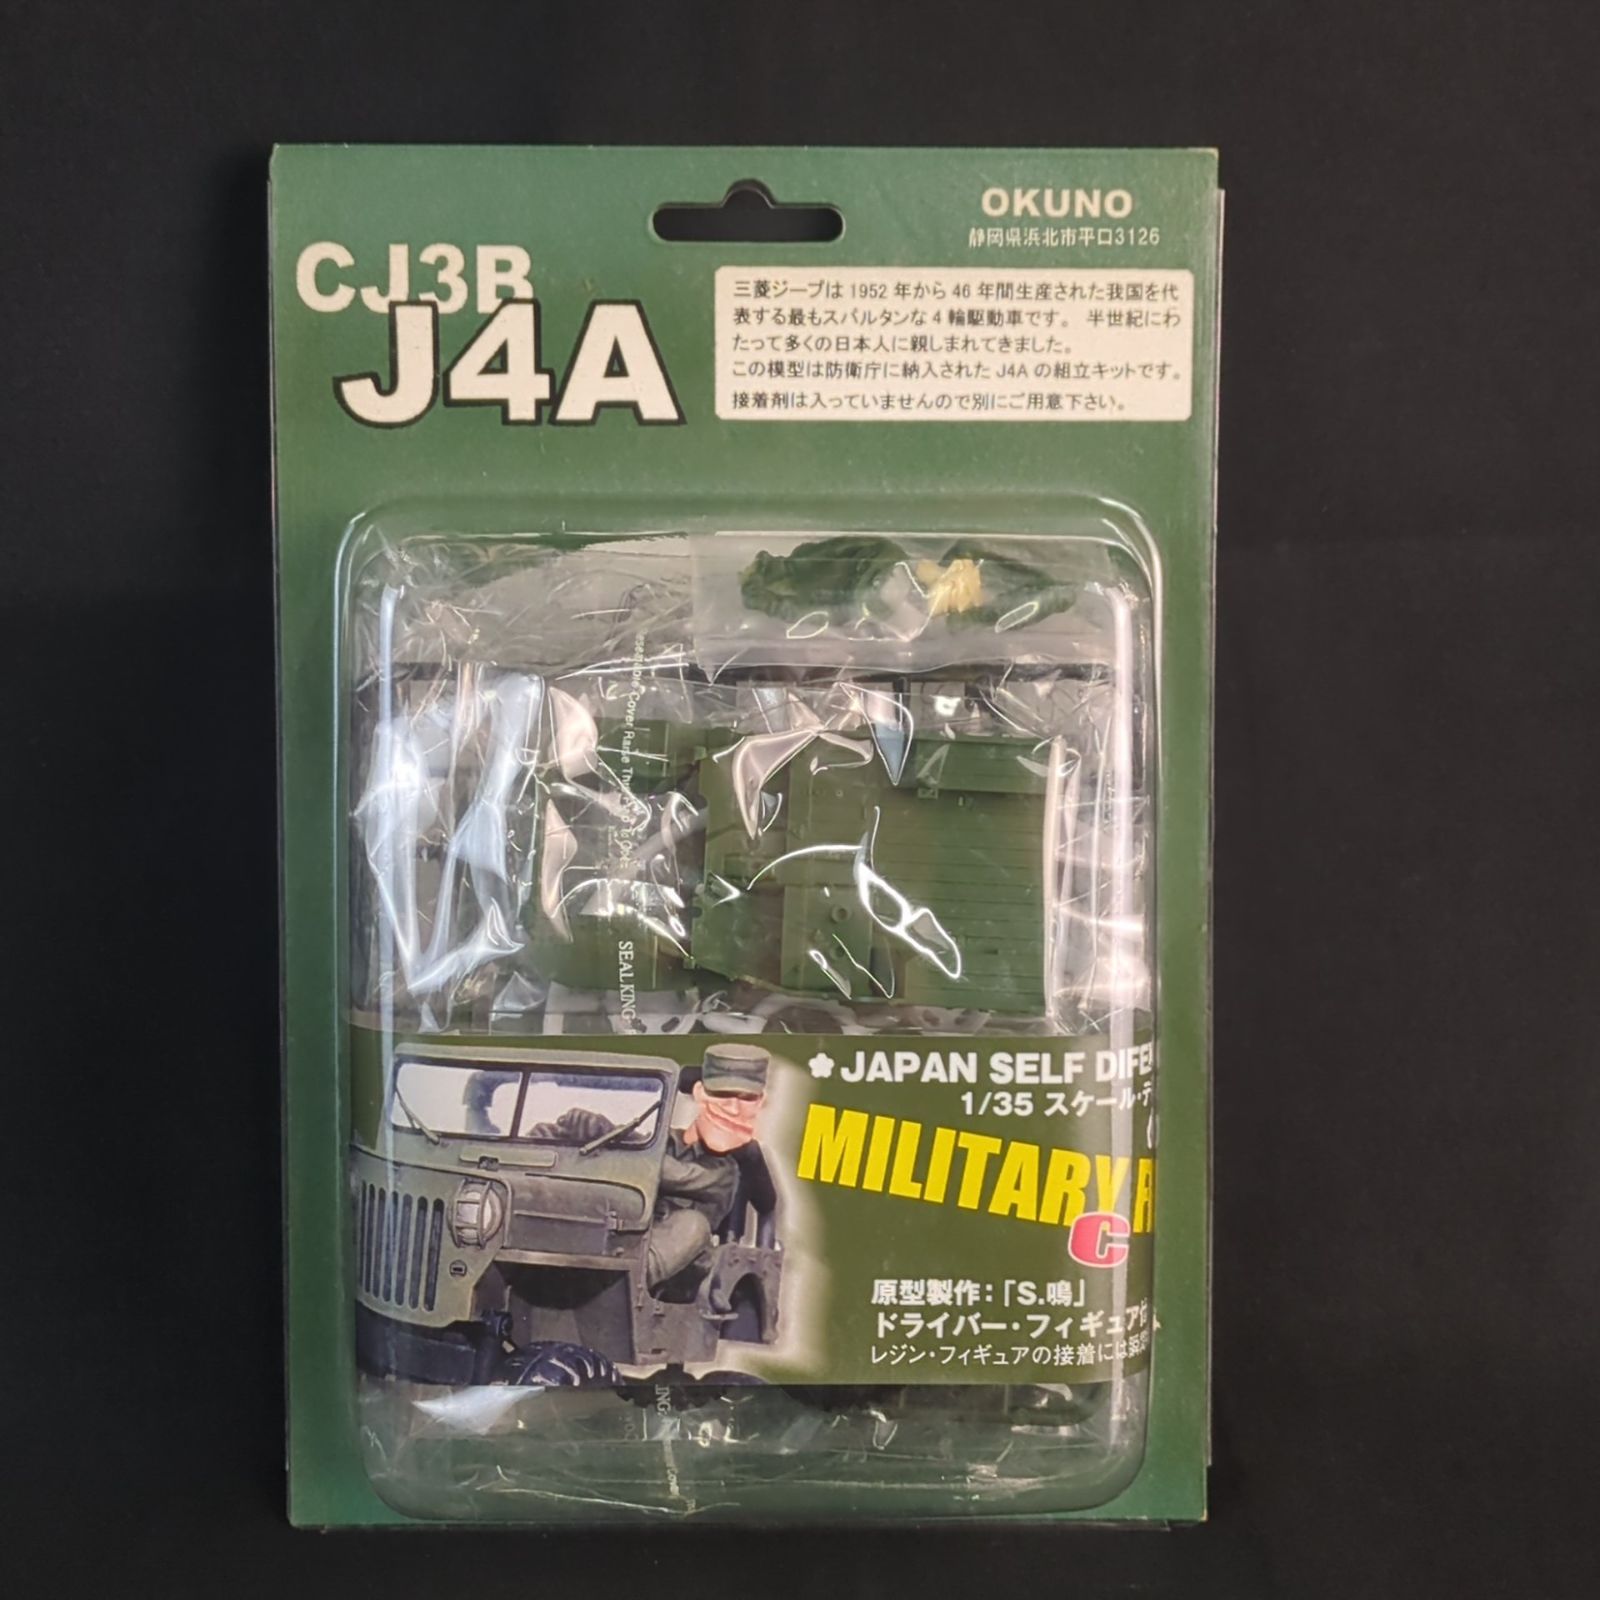 OKUNO
静岡県浜北市平口3126
CJ3B
J4A
三菱ジープは 1952 年から 46 年間生産された我国を代
表する最もスパルタンな 4 輪駆動車です。 半世紀にわ
たって多くの日本人に親しまれてきました。
この模型は防衛庁に納入された J4A の組立キットです。
接着剤は入っていませんので別にご用意下さい。
SEALKING
JAPAN SELF DIFE
1/35 スケール・デ
MILITARY
C
原型製作:「S.鳴」
ドライバー・フィギュア付
レジン・フィギュアの接着には瞬